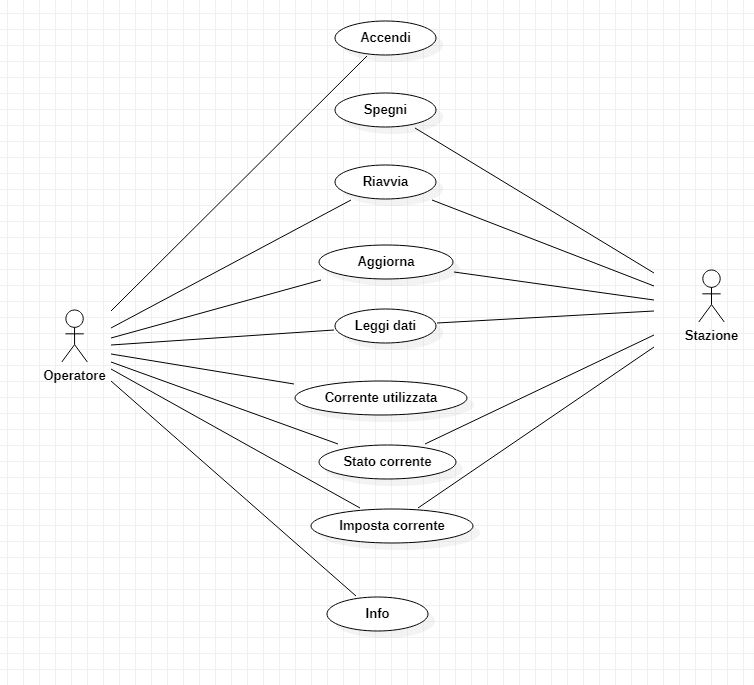 Accendi
Spegni
Riavvia
Aggiorna
Leggi dati
Stazione
Operatore
Corrente utilizzata
Stato corrente
Imposta corrente
Info